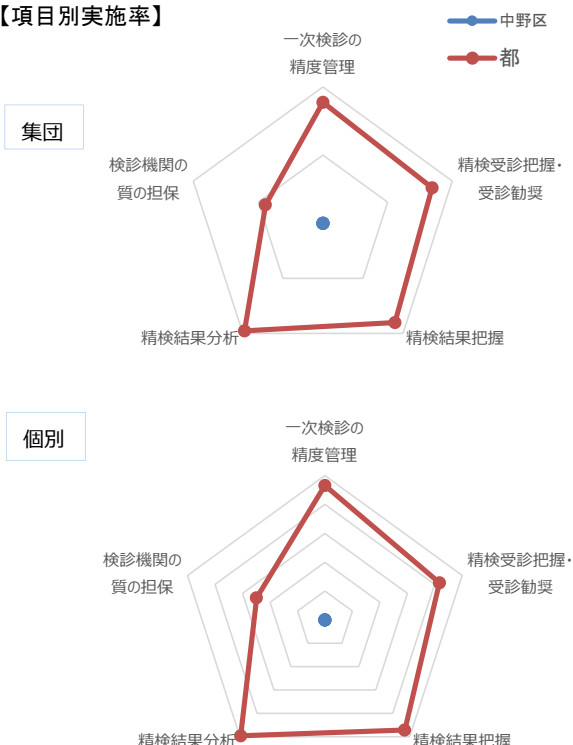 【項目別実施率】
中野区
都
集団
一次検診の
精度管理
精検受診把握・
受診勧奨
精検結果把握
精検結果分析
検診機関の
質の担保
個別
一次検診の
精度管理
精検受診把握・
受診勧奨
精検結果把握
精検結果分析
検診機関の
質の担保